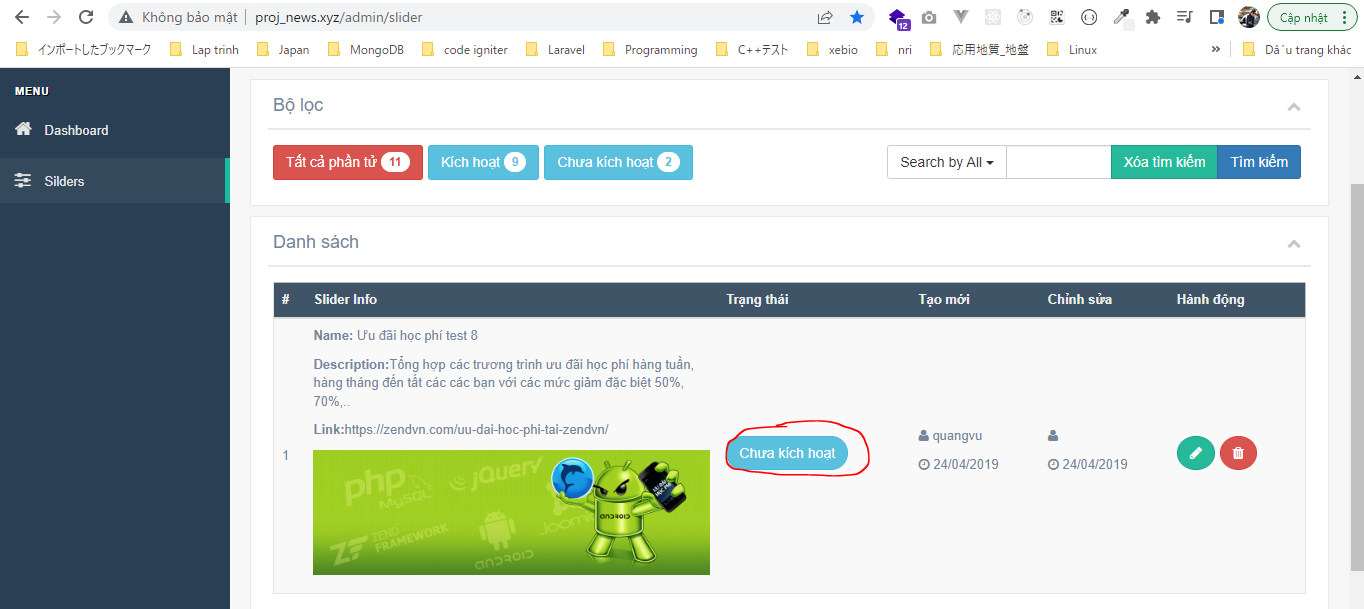 Không bảo mật | proj_news.xyz/admin/slider
12
Cập nhật
インポートしたブックマーク Lap trinh Japan MongoDB code igniter Laravel Programming C++テスト xebio nri 応用地質_地盤 Linux » Dấu trang khác
MENU
Dashboard
Silders
Bộ lọc
Tất cả phần tử 11 Kích hoạt 9 Chưa kích hoạt 2 Search by All Xóa tìm kiếm Tìm kiếm
Danh sách
# Slider Info Trạng thái Tạo mới Chỉnh sửa Hành động
Name: Ưu đãi học phí test 8
Description:Tổng hợp các trương trình ưu đãi học phí hàng tuần,
hàng tháng đến tất các các bạn với các mức giảm đặc biệt 50%,
70%,..
Link:https://zendvn.com/uu-dai-hoc-phi-tai-zendvn/
1
Chưa kích hoạt
quangvu
24/04/2019 24/04/2019
php
MySQL
jQuery
ZF ZEND
FRAMEWORK
ANDROID
Joom
ANDROID